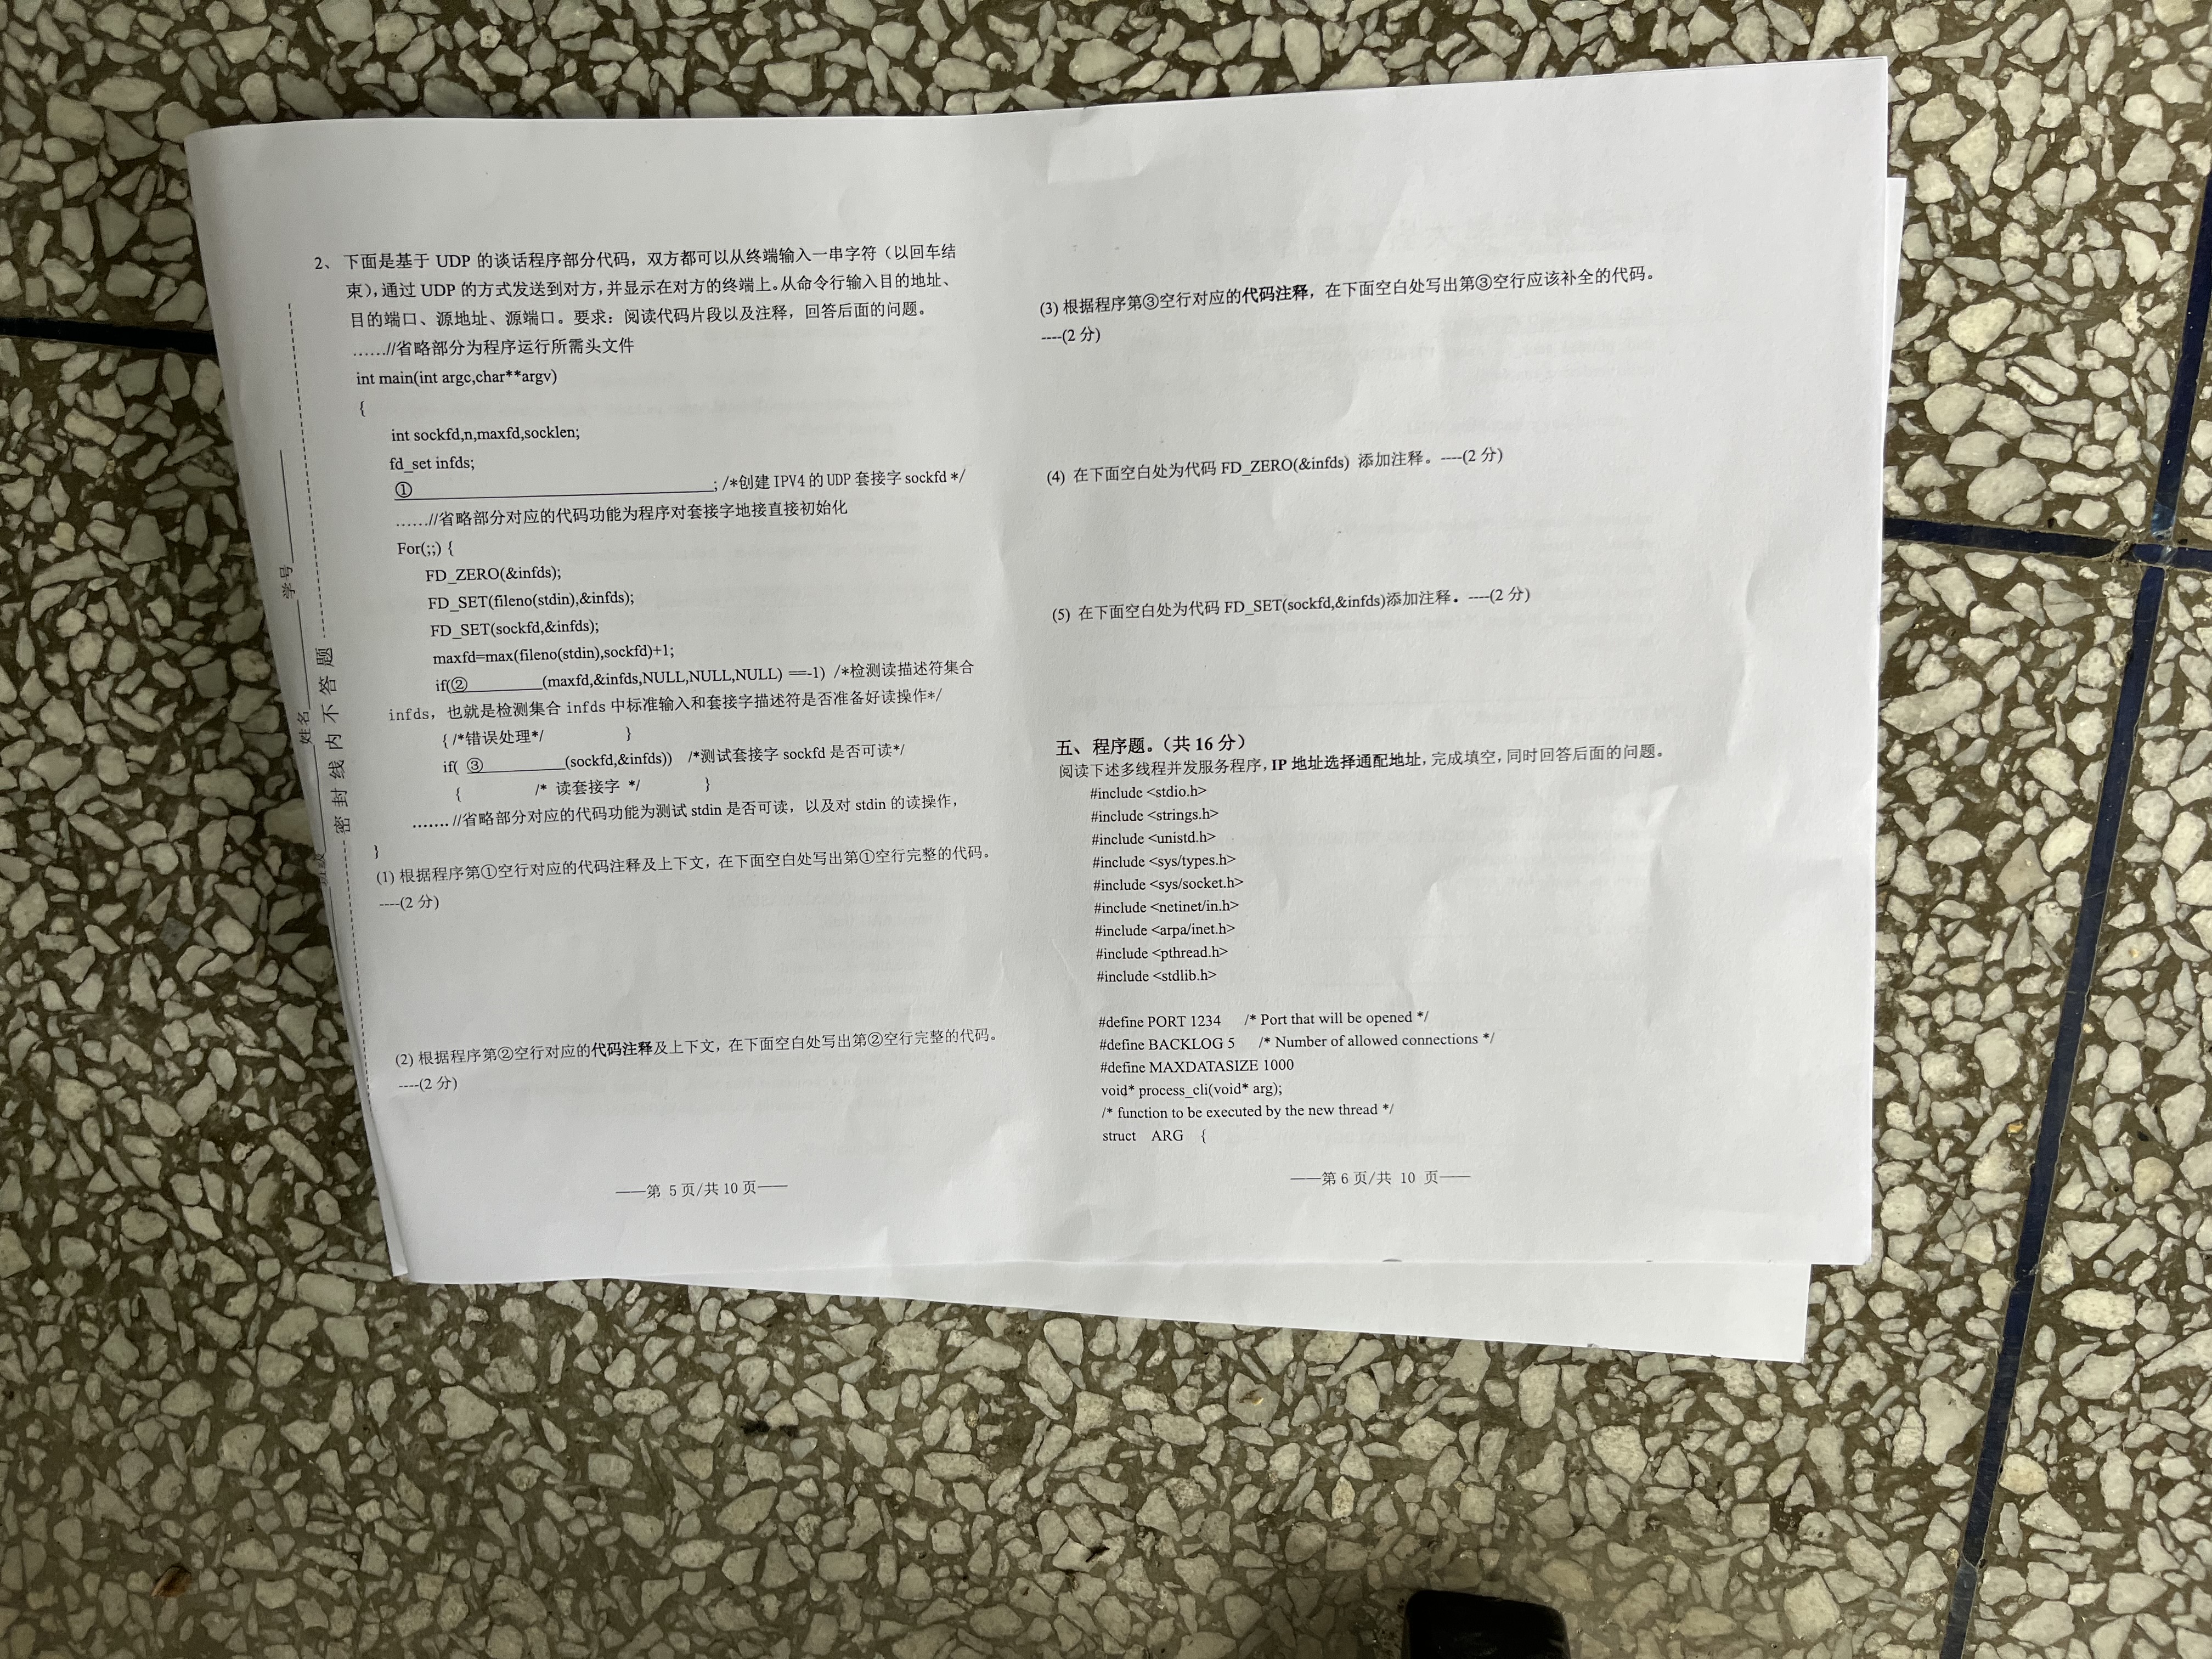 2、下面是基于 UDP 的谈话程序部分代码，双方都可以从终端输入一串字符（以回车结
束），通过 UDP 的方式发送到对方，并显示在对方的终端上。从命令行输入目的地址、
目的端口、源地址、源端口。要求：阅读代码片段以及注释，回答后面的问题。
……//省略部分为程序运行所需头文件
int main(int argc,char**argv)
{
int sockfd,n,maxfd,socklen;
fd_set infds;
①____________________; /*创建 IPV4 的 UDP 套接字 sockfd */
……//省略部分对应的代码功能为程序对套接字地接直接初始化
For(;;) {
FD_ZERO(&infds);
FD_SET(fileno(stdin),&infds);
FD_SET(sockfd,&infds);
maxfd=max(fileno(stdin),sockfd)+1;
if(②__________(maxfd,&infds,NULL,NULL,NULL) ==-1) /*检测读描述符集合
infds，也就是检测集合 infds 中标准输入和套接字描述符是否准备好读操作*/
{ /*错误处理*/ }
if( ③__________(sockfd,&infds)) /*测试套接字 sockfd 是否可读*/
{ /* 读套接字 */ }
……. //省略部分对应的代码功能为测试 stdin 是否可读，以及对 stdin 的读操作，
}
(1) 根据程序第①空行对应的代码注释及上下文，在下面空白处写出第①空行完整的代码。
----(2 分)
(2) 根据程序第②空行对应的代码注释及上下文，在下面空白处写出第②空行完整的代码。
----(2 分)
——第 5 页/共 10 页——
学号
姓名
班级
密封线内不答题
(3) 根据程序第③空行对应的代码注释，在下面空白处写出第③空行应该补全的代码。
----(2 分)
(4) 在下面空白处为代码 FD_ZERO(&infds) 添加注释。----(2 分)
(5) 在下面空白处为代码 FD_SET(sockfd,&infds)添加注释。----(2 分)
五、程序题。（共 16 分）
阅读下述多线程并发服务程序，IP 地址选择通配地址，完成填空，同时回答后面的问题。
#include <stdio.h>
#include <strings.h>
#include <unistd.h>
#include <sys/types.h>
#include <sys/socket.h>
#include <netinet/in.h>
#include <arpa/inet.h>
#include <pthread.h>
#include <stdlib.h>
#define PORT 1234 /* Port that will be opened */
#define BACKLOG 5 /* Number of allowed connections */
#define MAXDATASIZE 1000
void* process_cli(void* arg);
/* function to be executed by the new thread */
struct ARG {
——第 6 页/共 10 页——